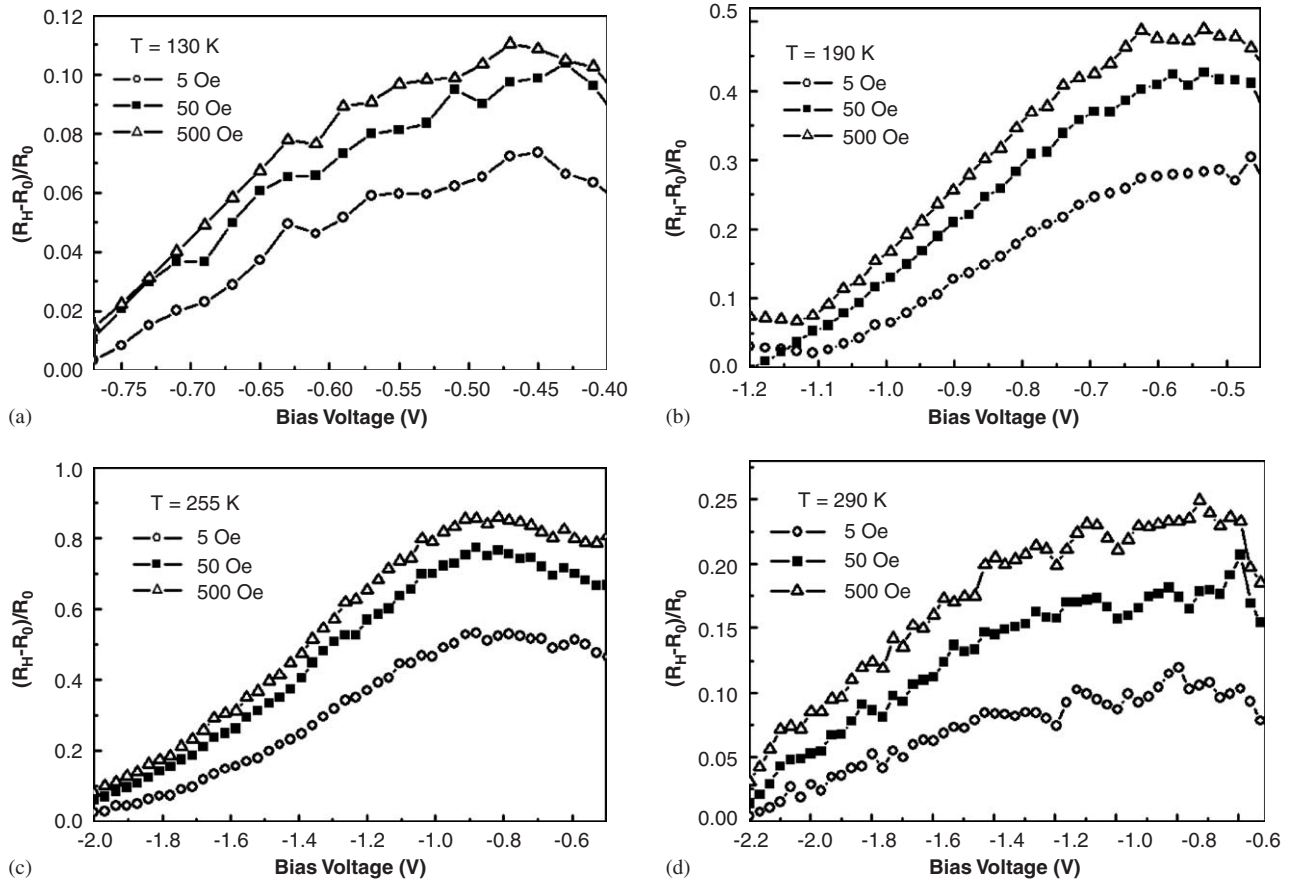 0.12
0.10
0.08
0.06
0.04
0.02
0.00
(R_H-R_0)/R_0
T = 130 K
5 Oe
50 Oe
500 Oe
-0.75 -0.70 -0.65 -0.60 -0.55 -0.50 -0.45 -0.40
Bias Voltage (V)
(a)
0.5
0.4
0.3
0.2
0.1
0.0
(R_H-R_0)/R_0
T = 190 K
5 Oe
50 Oe
500 Oe
-1.2 -1.1 -1.0 -0.9 -0.8 -0.7 -0.6 -0.5
Bias Voltage (V)
(b)
1.0
0.8
0.6
0.4
0.2
0.0
(R_H-R_0)/R_0
T = 255 K
5 Oe
50 Oe
500 Oe
-2.0 -1.8 -1.6 -1.4 -1.2 -1.0 -0.8 -0.6
Bias Voltage (V)
(c)
0.25
0.20
0.15
0.10
0.05
0.00
(R_H-R_0)/R_0
T = 290 K
5 Oe
50 Oe
500 Oe
-2.2 -2.0 -1.8 -1.6 -1.4 -1.2 -1.0 -0.8 -0.6
Bias Voltage (V)
(d)